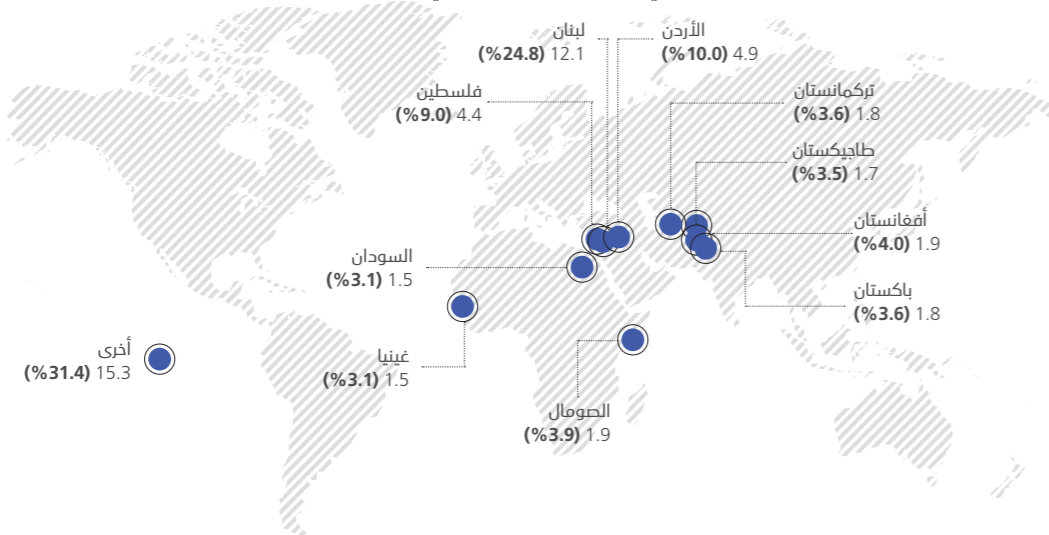 الأردن
4.9 (%10.0)
لبنان
12.1 (%24.8)
فلسطين
4.4 (%9.0)
تركمانستان
1.8 (%3.6)
طاجيكستان
1.7 (%3.5)
أفغانستان
1.9 (%4.0)
باكستان
1.8 (%3.6)
السودان
1.5 (%3.1)
غينيا
1.5 (%3.1)
أخرى
15.3 (%31.4)
الصومال
1.9 (%3.9)